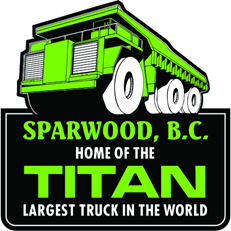 SPARWOOD, B.C.
HOME OF THE
TITAN
LARGEST TRUCK IN THE WORLD